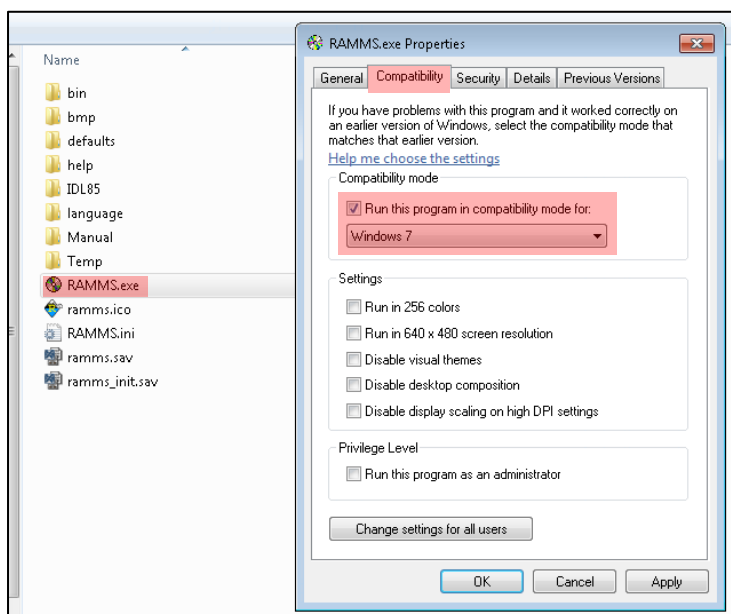 Name
bin
bmp
defaults
help
IDL85
language
Manual
Temp
RAMMS.exe
ramms.ico
RAMMS.ini
ramms.sav
ramms_init.sav
RAMMS.exe Properties
General Compatibility Security Details Previous Versions
If you have problems with this program and it worked correctly on
an earlier version of Windows, select the compatibility mode that
matches that earlier version.
Help me choose the settings
Compatibility mode
Run this program in compatibility mode for:
Windows 7
Settings
Run in 256 colors
Run in 640 x 480 screen resolution
Disable visual themes
Disable desktop composition
Disable display scaling on high DPI settings
Privilege Level
Run this program as an administrator
Change settings for all users
OK Cancel Apply